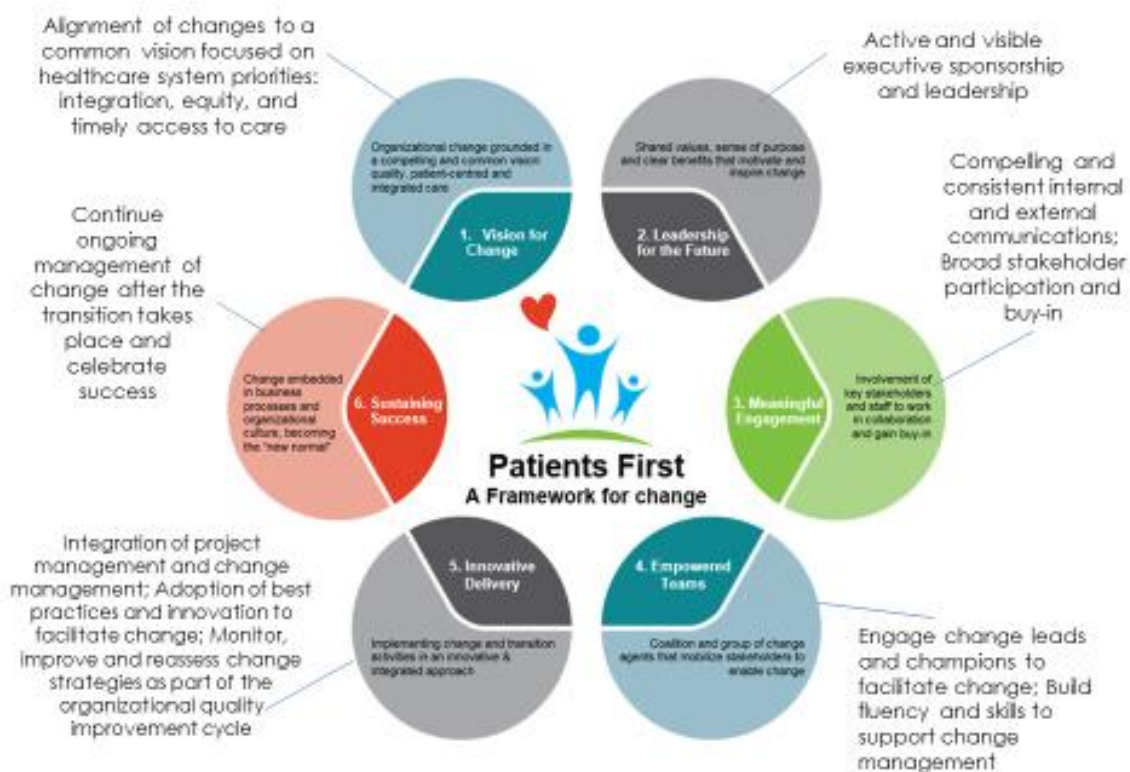 Alignment of changes to a
common vision focused on
healthcare system priorities:
integration, equity, and
timely access to care
Organizational change grounded in
a compelling and common vision
quality, patient-centred and
integrated care
1. Vision for
Change
Active and visible
executive sponsorship
and leadership
Shared values, sense of purpose
and clear benefits that motivate and
inspire change
2. Leadership
for the Future
Compelling and
consistent internal
and external
communications;
Broad stakeholder
participation and
buy-in
Involvement of
key stakeholders
and staff to work
in collaboration
and gain buy-in
3. Meaningful
Engagement
Continue
ongoing
management of
change after the
transition takes
place and
celebrate
success
Change embedded
in business
processes and
organizational
culture, becoming
the "new normal"
6. Sustaining
Success
Patients First
A Framework for change
Integration of project
management and change
management; Adoption of best
practices and innovation to
facilitate change; Monitor,
improve and reassess change
strategies as part of the
organizational quality
improvement cycle
5. Innovative
Delivery
Implementing change and transition
activities in an innovative &
integrated approach
4. Empowered
Teams
Coalition and group of change
agents that mobilize stakeholders to
enable change
Engage change leads
and champions to
facilitate change; Build
fluency and skills to
support change
management